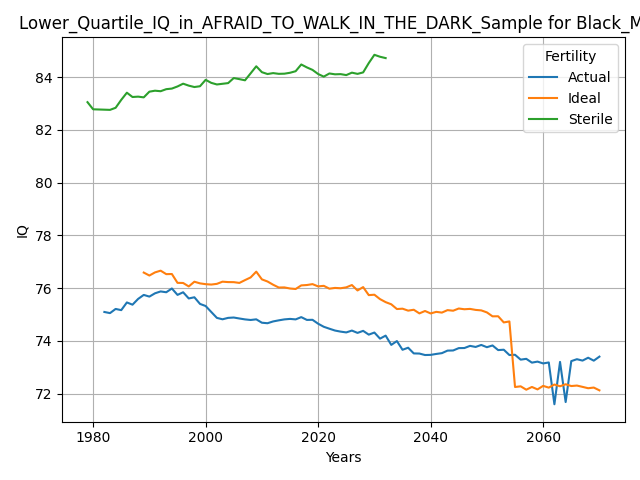 Lower_Quartile_IQ_in_AFRAID_TO_WALK_IN_THE_DARK_Sample for Black_M
Fertility
Actual
Ideal
Sterile
84
82
80
78
76
74
72
IQ
1980
2000
2020
2040
2060
Years